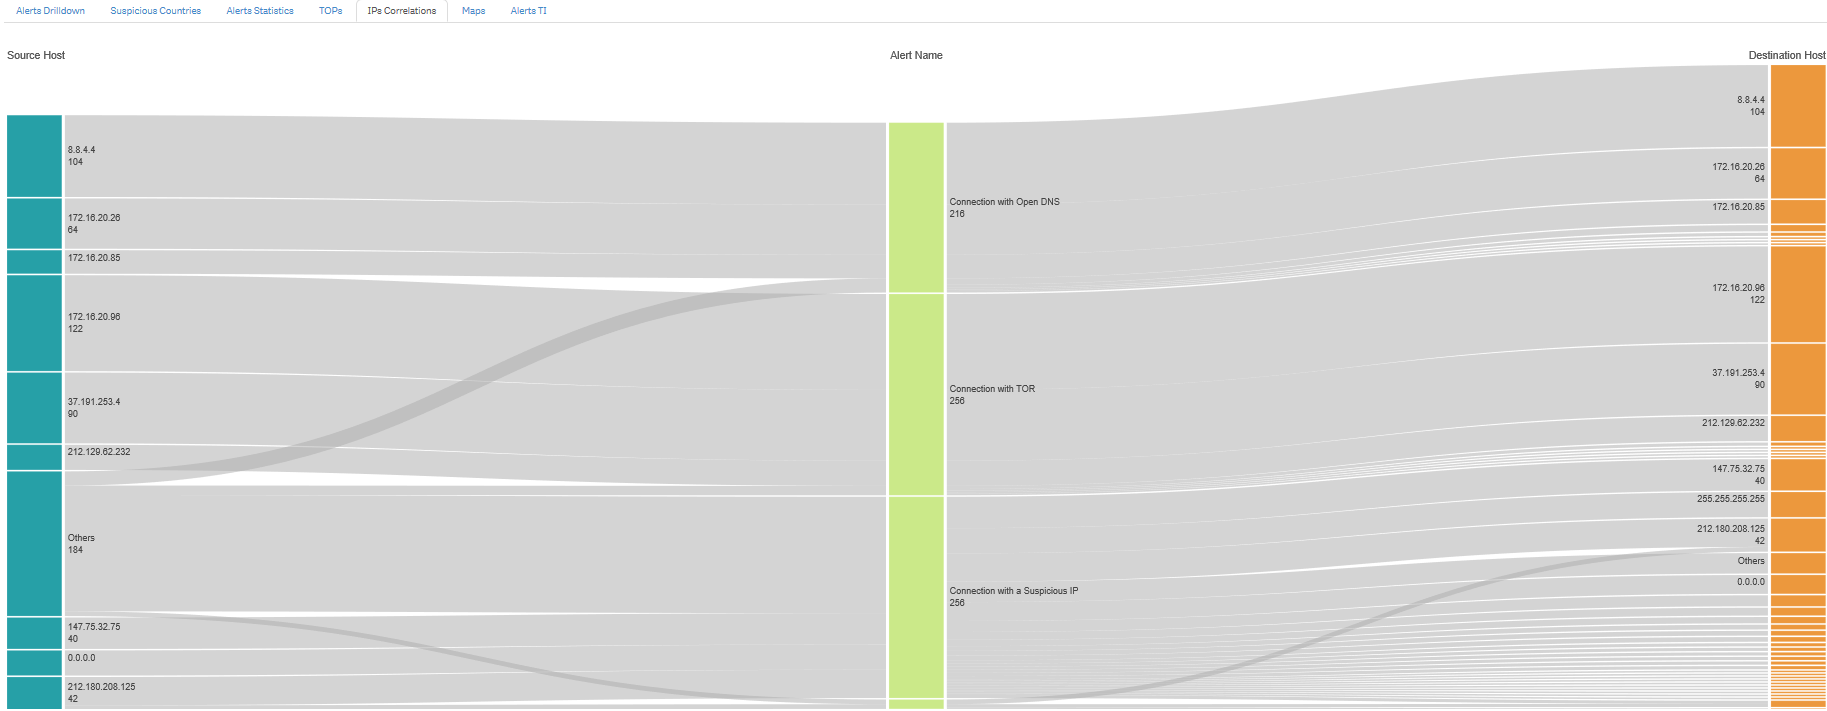 Alerts Drilldown
Suspicious Countries
Alerts Statistics
TOPs
IPs Correlations
Maps
Alerts TI
Source Host
Alert Name
Destination Host
8.8.4.4
104
172.16.20.26
64
172.16.20.85
172.16.20.96
122
37.191.253.4
90
212.129.62.232
Others
184
147.75.32.75
40
0.0.0.0
212.180.208.125
42
Connection with Open DNS
216
Connection with TOR
256
Connection with a Suspicious IP
256
8.8.4.4
104
172.16.20.26
64
172.16.20.85
172.16.20.96
122
37.191.253.4
90
212.129.62.232
147.75.32.75
40
255.255.255.255
212.180.208.125
42
Others
0.0.0.0